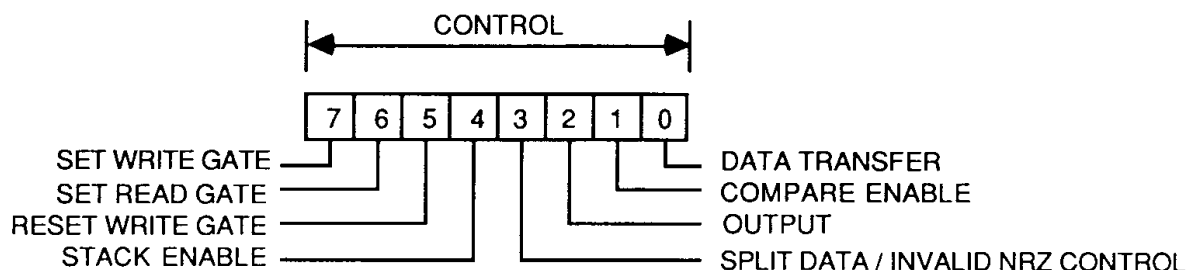 CONTROL
7 6 5 4 3 2 1 0
SET WRITE GATE
SET READ GATE
RESET WRITE GATE
STACK ENABLE
DATA TRANSFER
COMPARE ENABLE
OUTPUT
SPLIT DATA / INVALID NRZ CONTROL